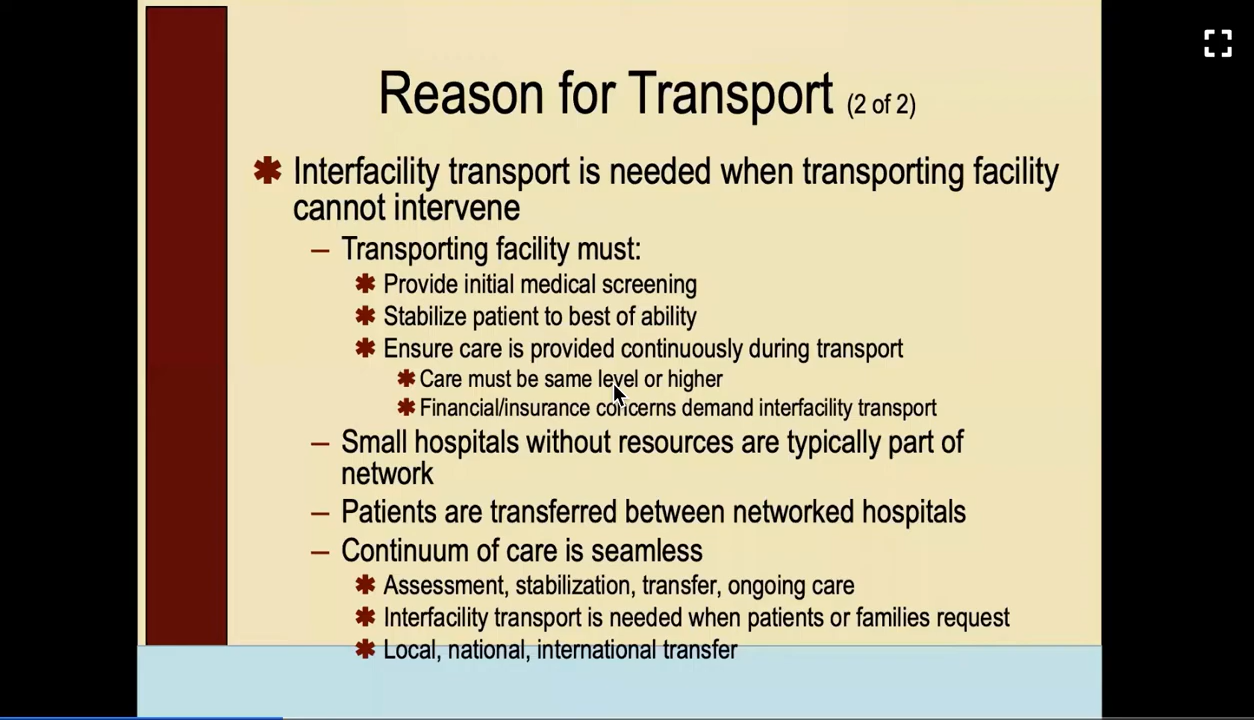 Reason for Transport (2 of 2)
✱ Interfacility transport is needed when transporting facility
cannot intervene
– Transporting facility must:
✱ Provide initial medical screening
✱ Stabilize patient to best of ability
✱ Ensure care is provided continuously during transport
✱ Care must be same level or higher
✱ Financial/insurance concerns demand interfacility transport
– Small hospitals without resources are typically part of
network
– Patients are transferred between networked hospitals
– Continuum of care is seamless
✱ Assessment, stabilization, transfer, ongoing care
✱ Interfacility transport is needed when patients or families request
✱ Local, national, international transfer